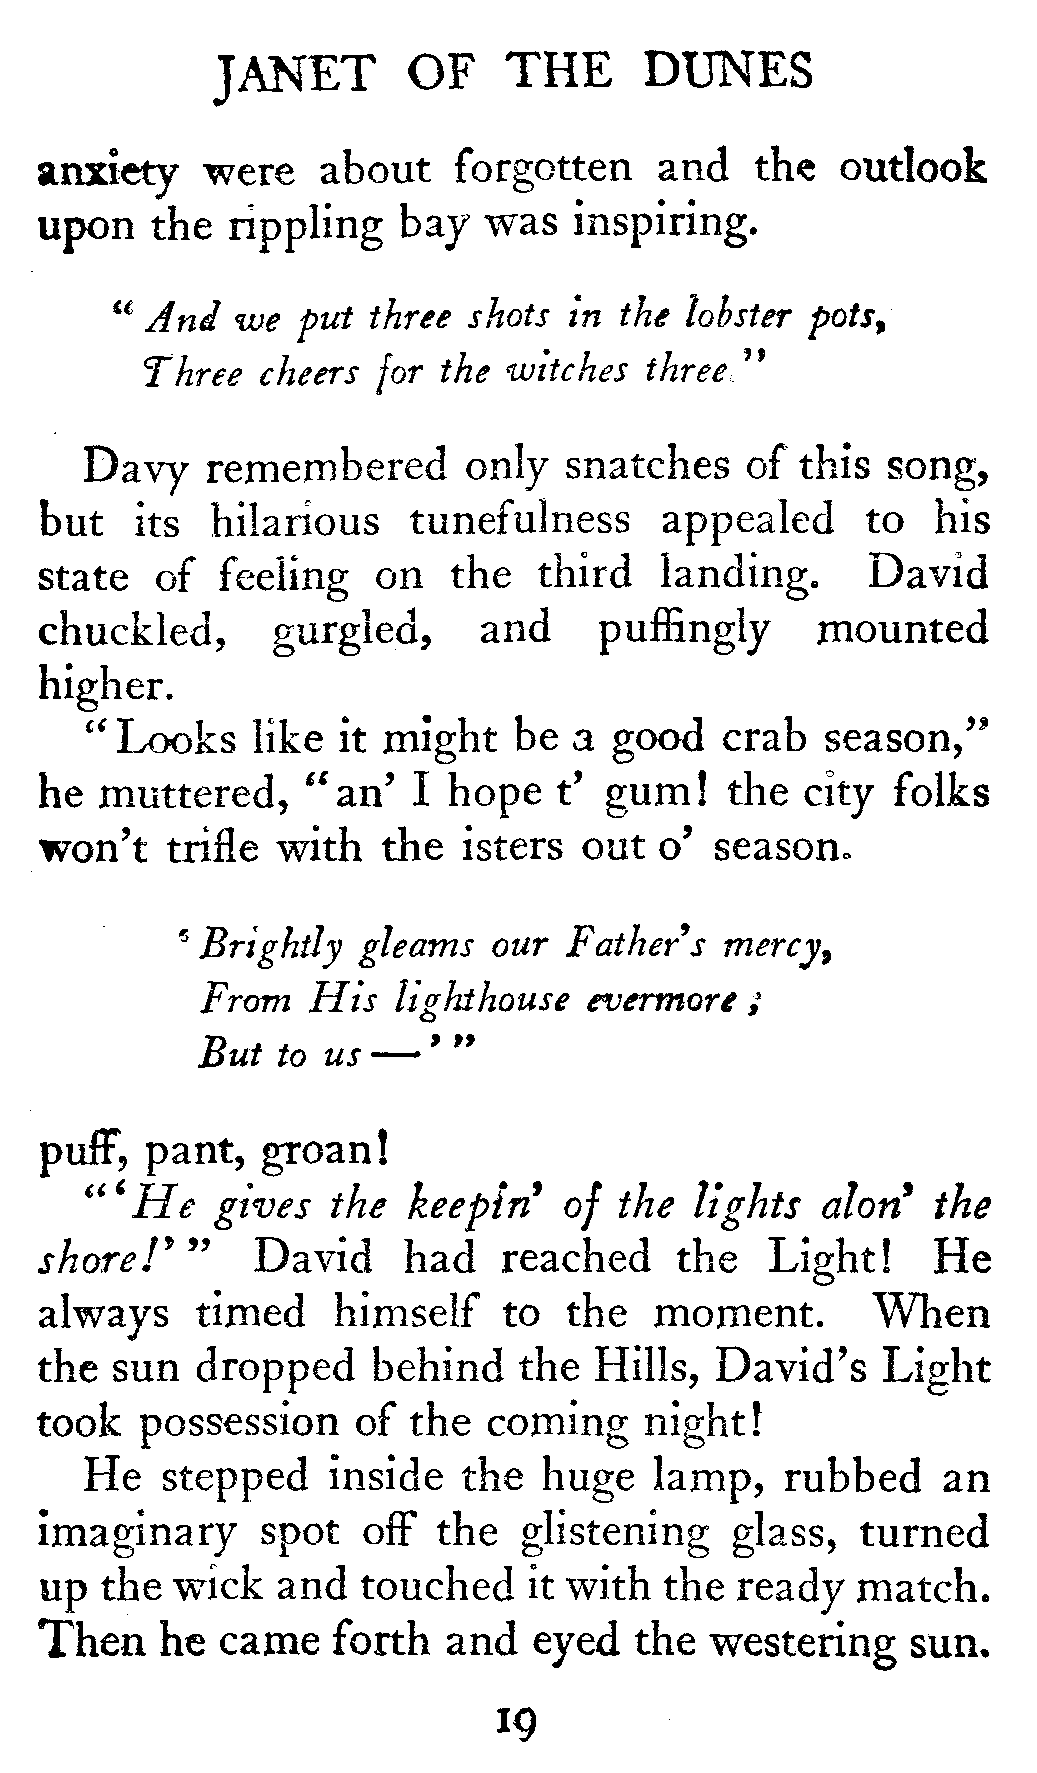 JANET OF THE DUNES
anxiety were about forgotten and the outlook
upon the rippling bay was inspiring.
“ And we put three shots in the lobster pots,
Three cheers for the witches three.”
Davy remembered only snatches of this song,
but its hilarious tunefulness appealed to his
state of feeling on the third landing. David
chuckled, gurgled, and puffingly mounted
higher.
“ Looks like it might be a good crab season,”
he muttered, “ an’ I hope t’ gum! the city folks
won’t trifle with the isters out o’ season.
‘ Brightly gleams our Father’s mercy,
From His lighthouse evermore ;
But to us —’ ”
puff, pant, groan!
“ ‘ He gives the keepin’ of the lights alon’ the
shore!’ ” David had reached the Light! He
always timed himself to the moment. When
the sun dropped behind the Hills, David’s Light
took possession of the coming night!
He stepped inside the huge lamp, rubbed an
imaginary spot off the glistening glass, turned
up the wick and touched it with the ready match.
Then he came forth and eyed the westering sun.
19